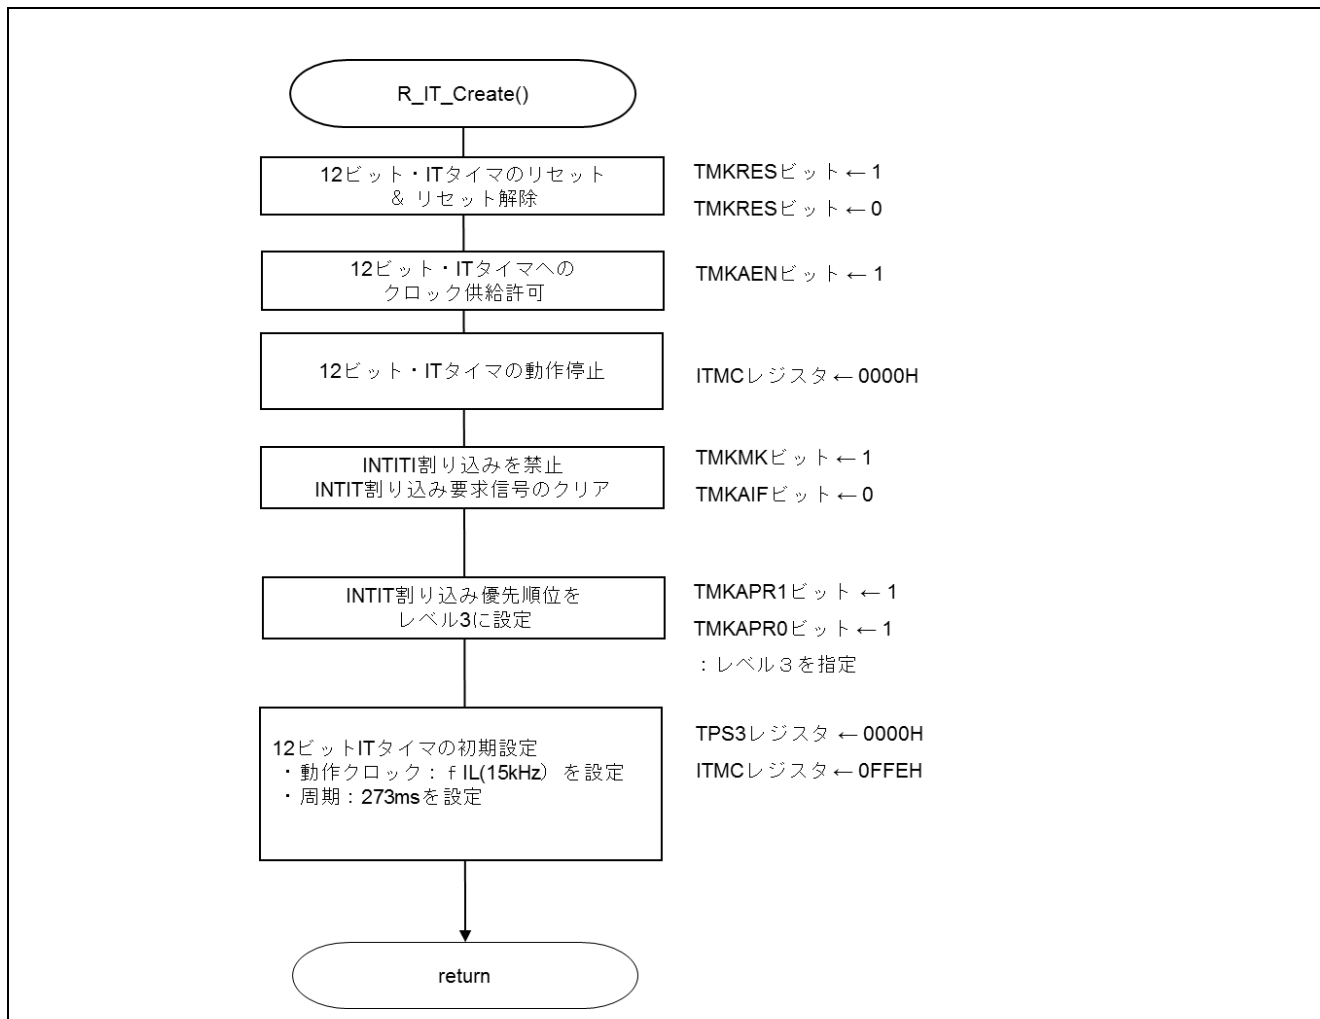 R_IT_Create()
12ビット・ITタイマのリセット
& リセット解除
TMKRESビット ← 1
TMKRESビット ← 0
12ビット・ITタイマへの
クロック供給許可
TMKAENビット ← 1
12ビット・ITタイマの動作停止
ITMCレジスタ ← 0000H
INTITI割り込みを禁止
INTIT割り込み要求信号のクリア
TMKMKビット ← 1
TMKAIFビット ← 0
INTIT割り込み優先順位を
レベル3に設定
TMKAPR1ビット ← 1
TMKAPR0ビット ← 1
：レベル３を指定
12ビットITタイマの初期設定
・動作クロック：ｆIL(15kHz）を設定
・周期：273msを設定
TPS3レジスタ ← 0000H
ITMCレジスタ ← 0FFEH
return